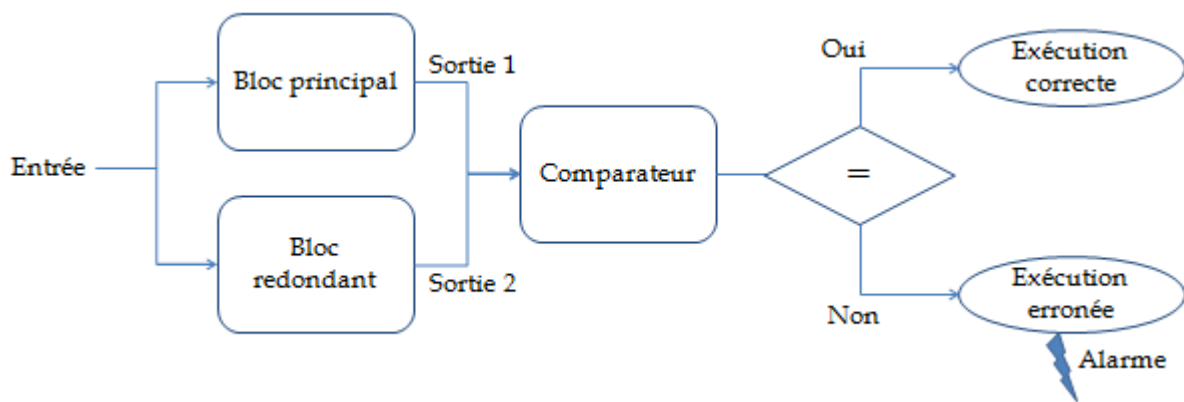 Entrée
Bloc principal
Sortie 1
Bloc
redondant
Sortie 2
Comparateur
=
Oui
Exécution
correcte
Non
Exécution
erronée
Alarme